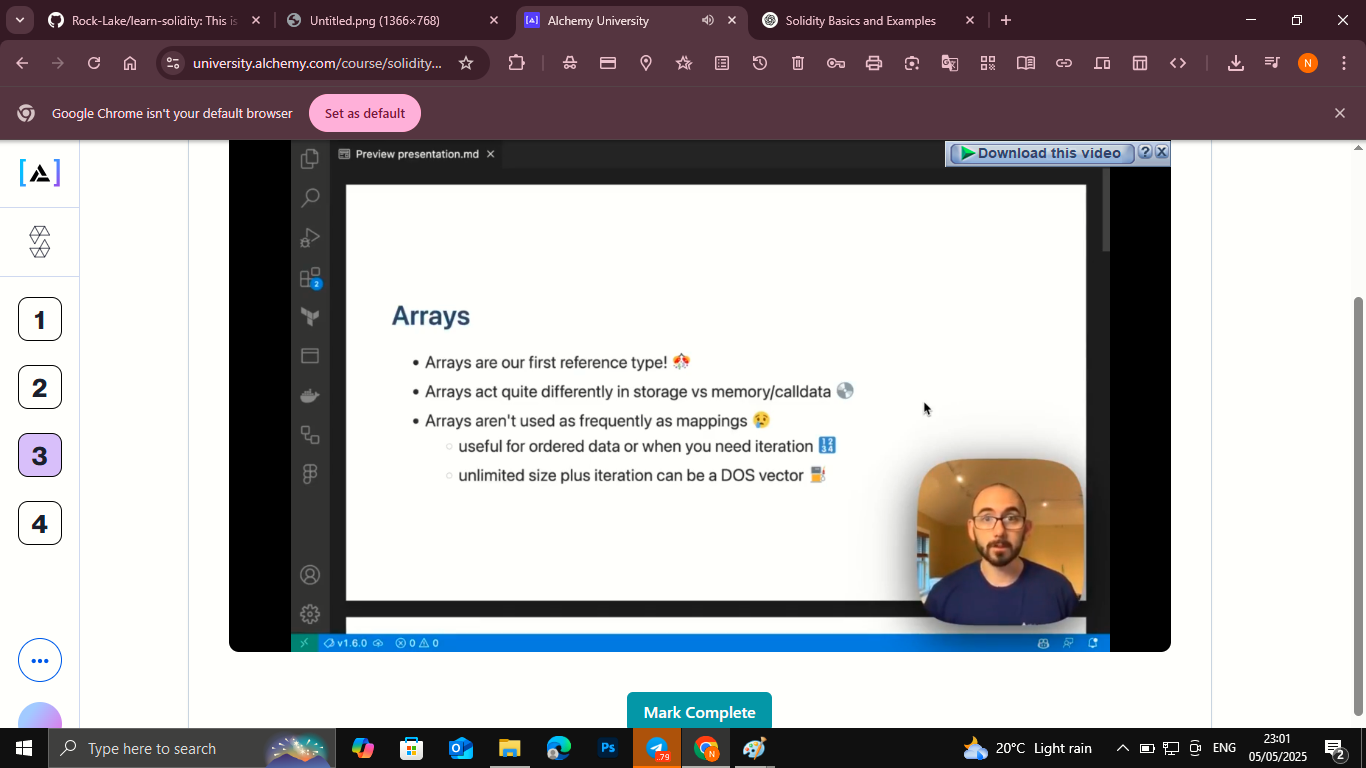 Rock-Lake/learn-solidity: This is
Untitled.png (1366×768)
Alchemy University
Solidity Basics and Examples
university.alchemy.com/course/solidity...
N
Google Chrome isn't your default browser
Set as default
Preview presentation.md
Download this video
?
X
Arrays
• Arrays are our first reference type! 🎊
• Arrays act quite differently in storage vs memory/calldata 💿
• Arrays aren't used as frequently as mappings 😢
○ useful for ordered data or when you need iteration 🔢
○ unlimited size plus iteration can be a DOS vector ⛽
1
2
3
4
2
v1.6.0
0
0
Mark Complete
Type here to search
Ps
.79
N
20°C Light rain
ENG
23:01
05/05/2025
2